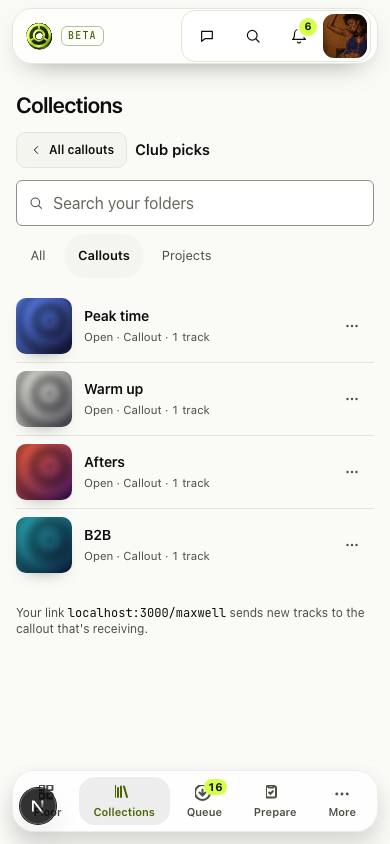 BETA
6
Collections
All callouts
Club picks
Search your folders
All
Callouts
Projects
Peak time
Open · Callout · 1 track
Warm up
Open · Callout · 1 track
Afters
Open · Callout · 1 track
B2B
Open · Callout · 1 track
Your link localhost:3000/maxwell sends new tracks to the
callout that's receiving.
N
Collections
16
Queue
Prepare
More